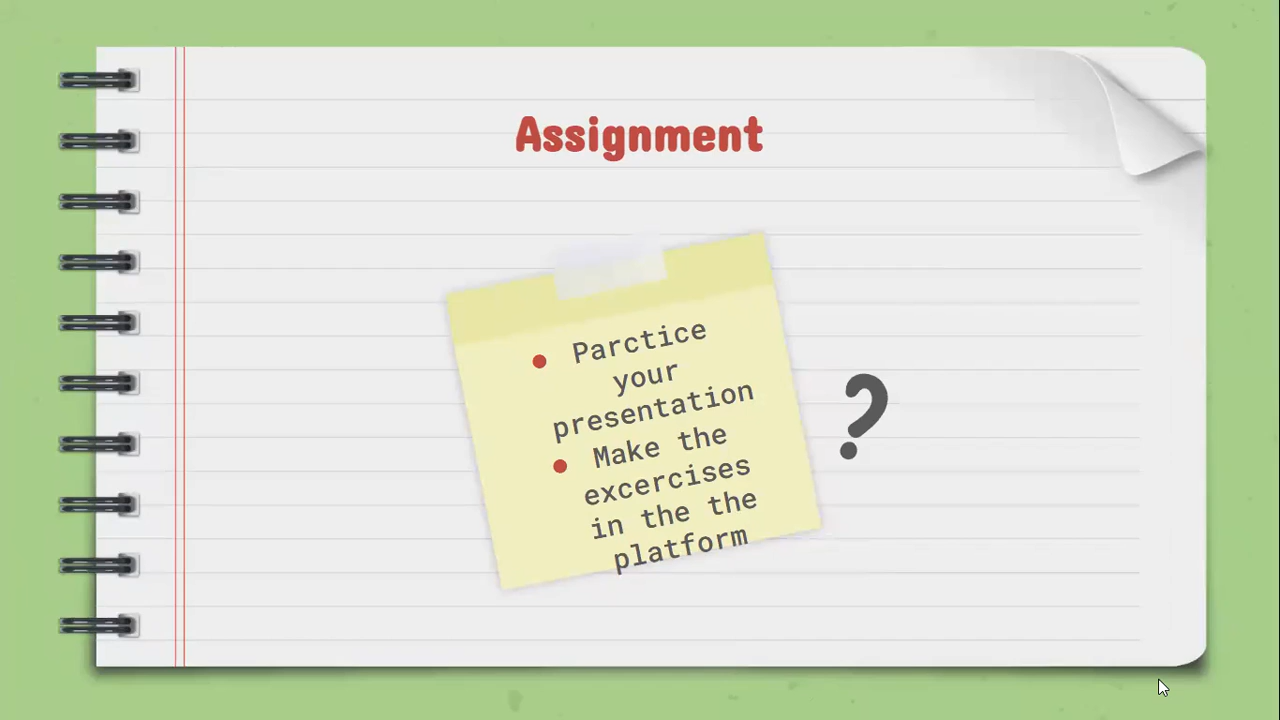 Assignment
● Parctice
your
presentation
● Make the
excercises
in the the
platform
?